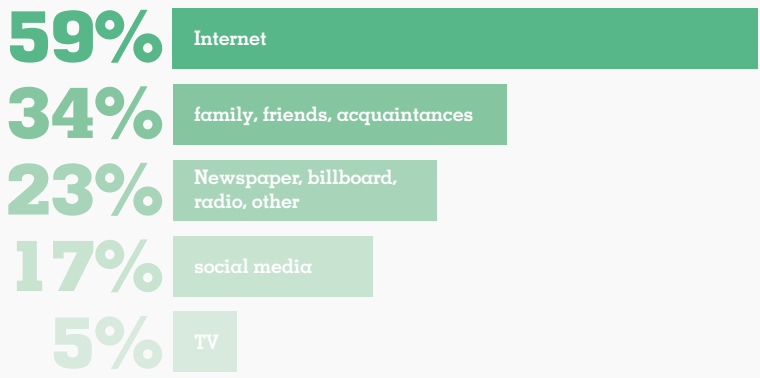 59% Internet
34% family, friends, acquaintances
23% Newspaper, billboard,
radio, other
17% social media
5% TV